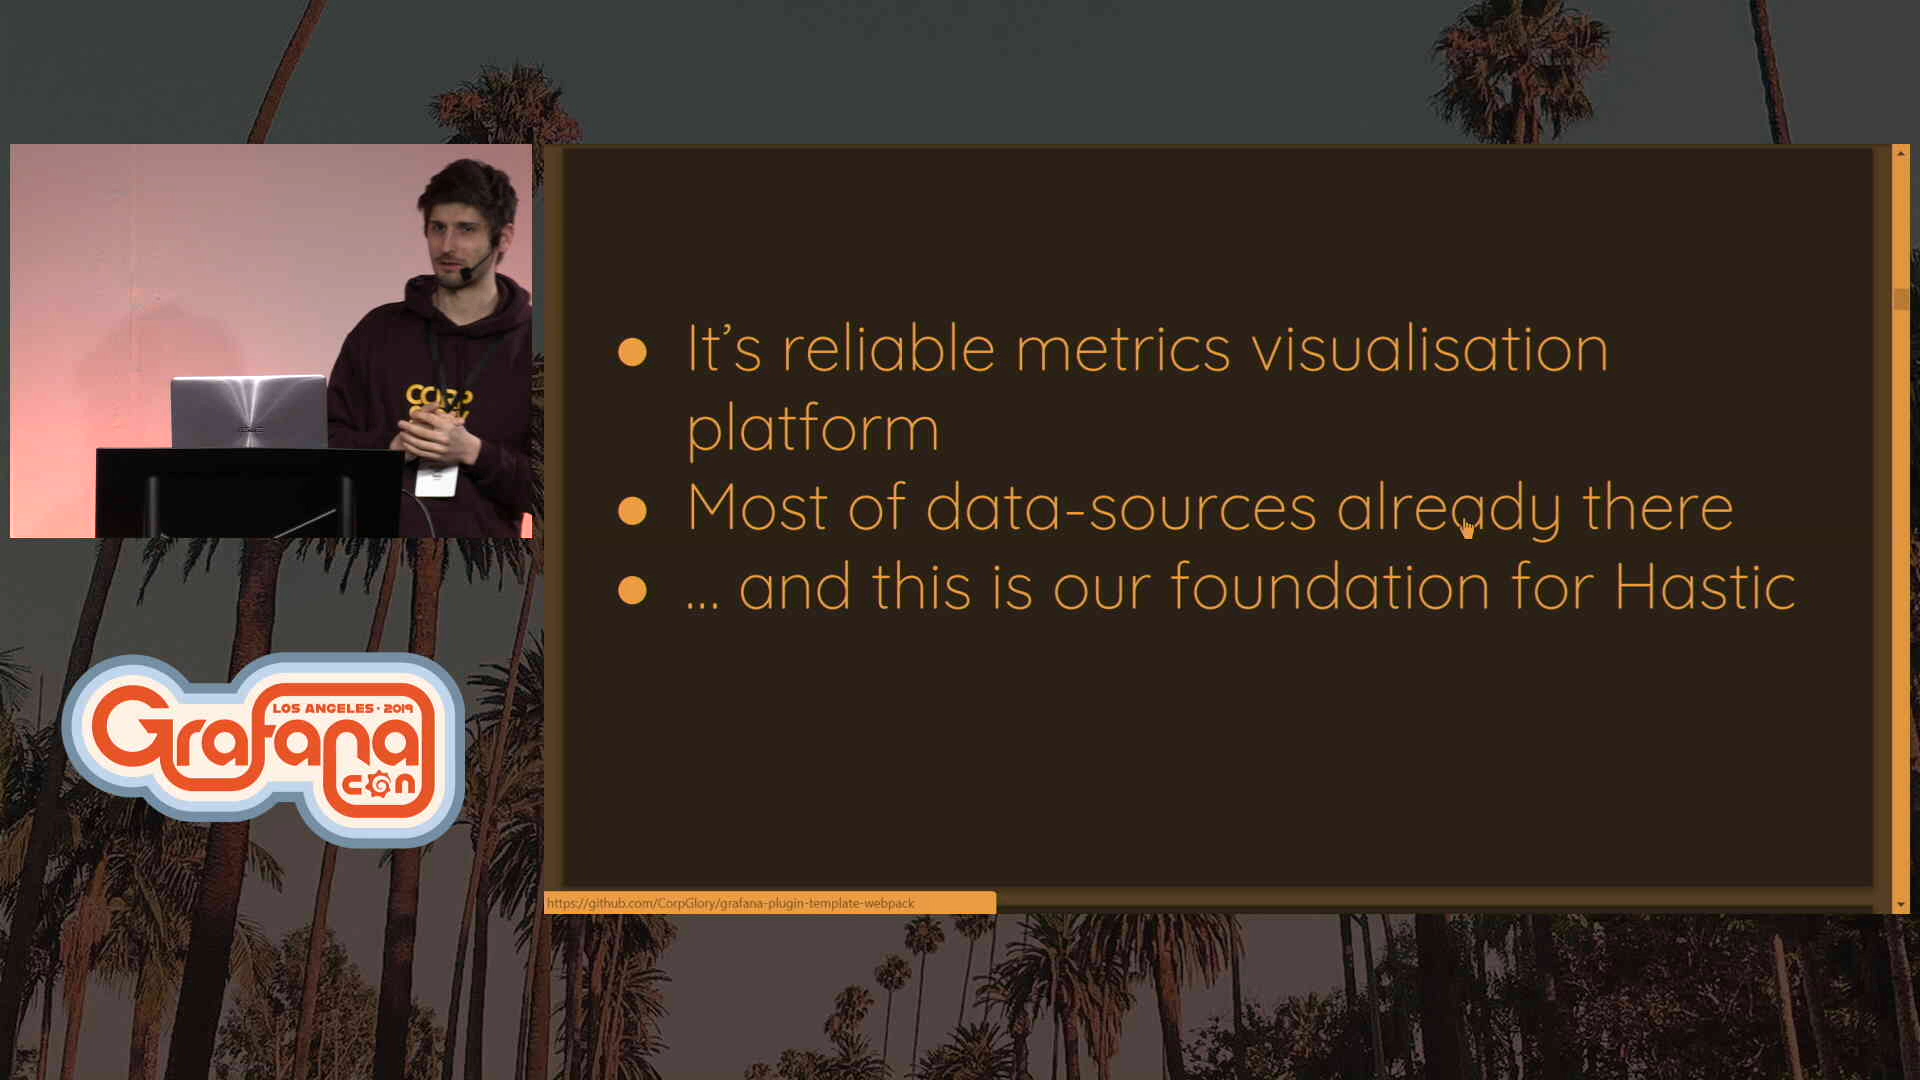 It’s reliable metrics visualisation
platform
Most of data-sources already there
... and this is our foundation for Hastic
https://github.com/CorpGlory/grafana-plugin-template-webpack
LOS ANGELES · 2019
Grafana
con
CORP